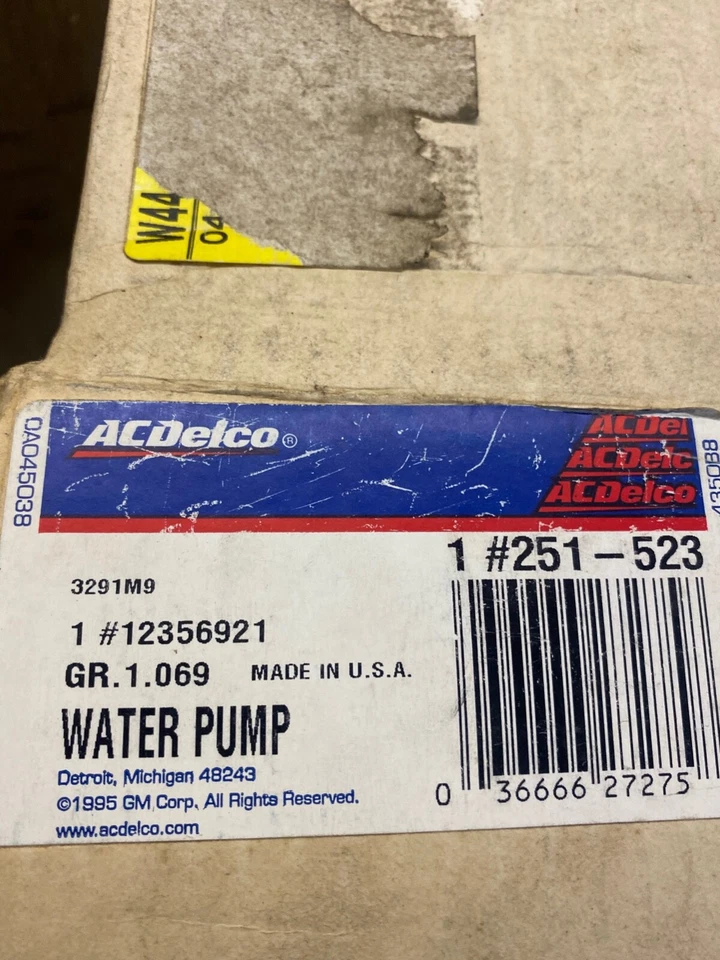 W44
04
0A045038
ACDelco®
ACDel
ACDelc
ACDelco
4350B8
1 #251-523
3291M9
1 #12356921
GR.1.069 MADE IN U.S.A.
WATER PUMP
Detroit, Michigan 48243
©1995 GM Corp. All Rights Reserved.
www.acdelco.com
0 36666 27275